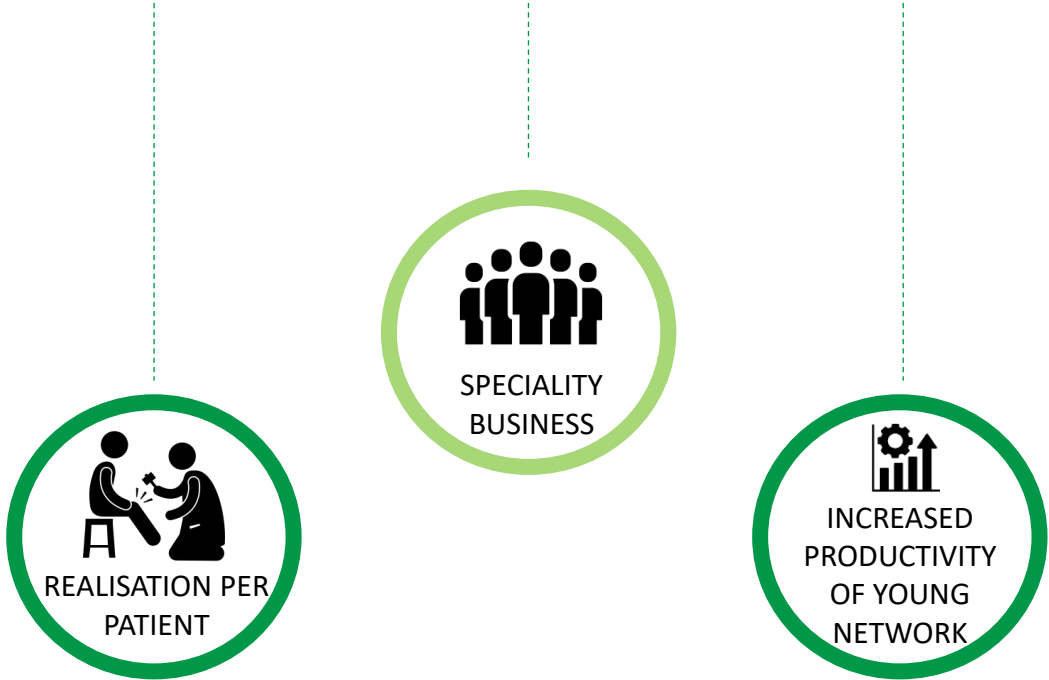 SPECIALITY
BUSINESS
REALISATION PER
PATIENT
INCREASED
PRODUCTIVITY
OF YOUNG
NETWORK